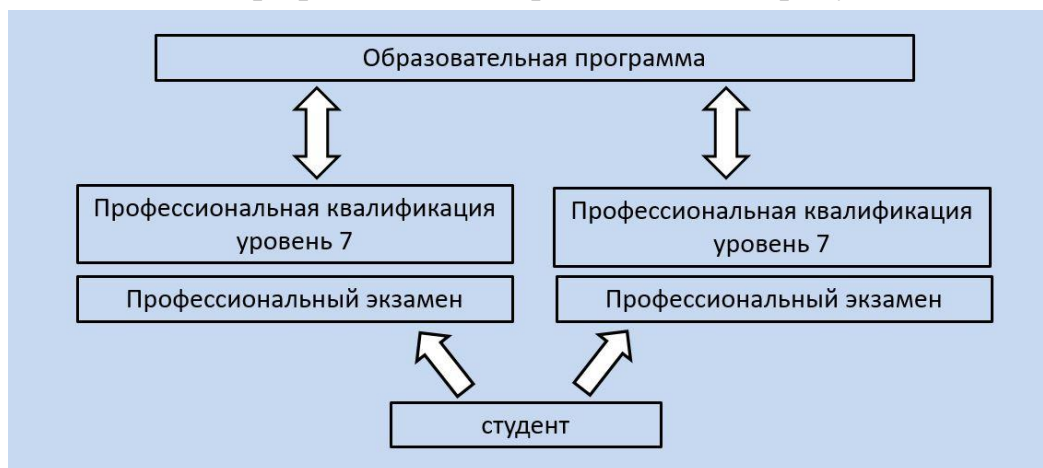 Образовательная программа
Профессиональная квалификация
уровень 7
Профессиональная квалификация
уровень 7
Профессиональный экзамен
Профессиональный экзамен
студент